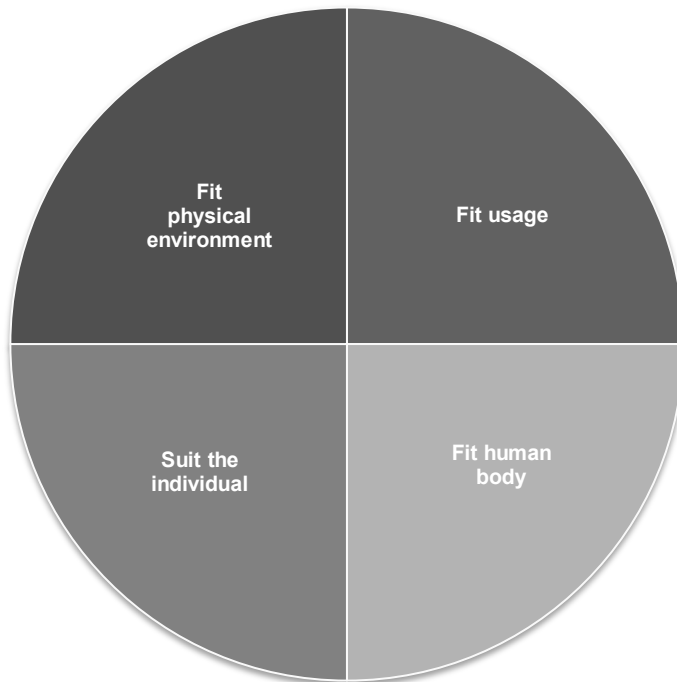 Fit
physical
environment
Fit usage
Suit the
individual
Fit human
body